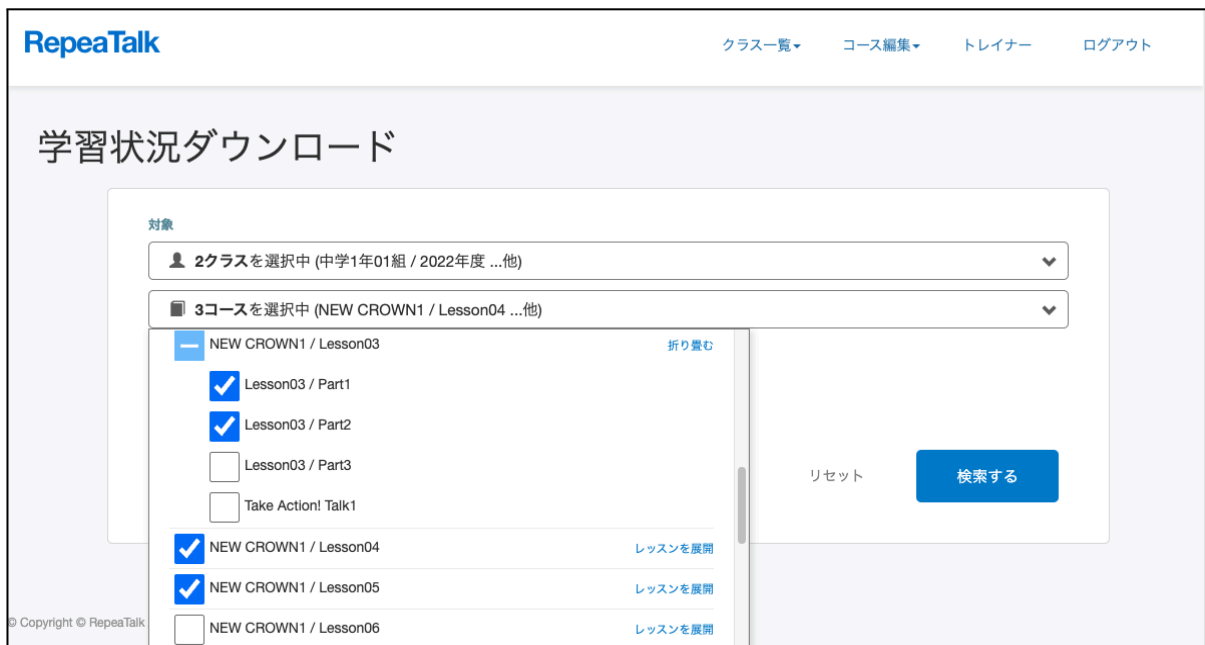 RepeaTalk
クラス一覧 コース編集 トレイナー ログアウト
学習状況ダウンロード
対象
2クラスを選択中 (中学1年01組 / 2022年度 ...他)
3コースを選択中 (NEW CROWN1 / Lesson04 ...他)
NEW CROWN1 / Lesson03 折り畳む
Lesson03 / Part1
Lesson03 / Part2
Lesson03 / Part3
リセット 検索する
Take Action! Talk1
NEW CROWN1 / Lesson04 レッスンを展開
NEW CROWN1 / Lesson05 レッスンを展開
NEW CROWN1 / Lesson06 レッスンを展開
© Copyright © RepeaTalk